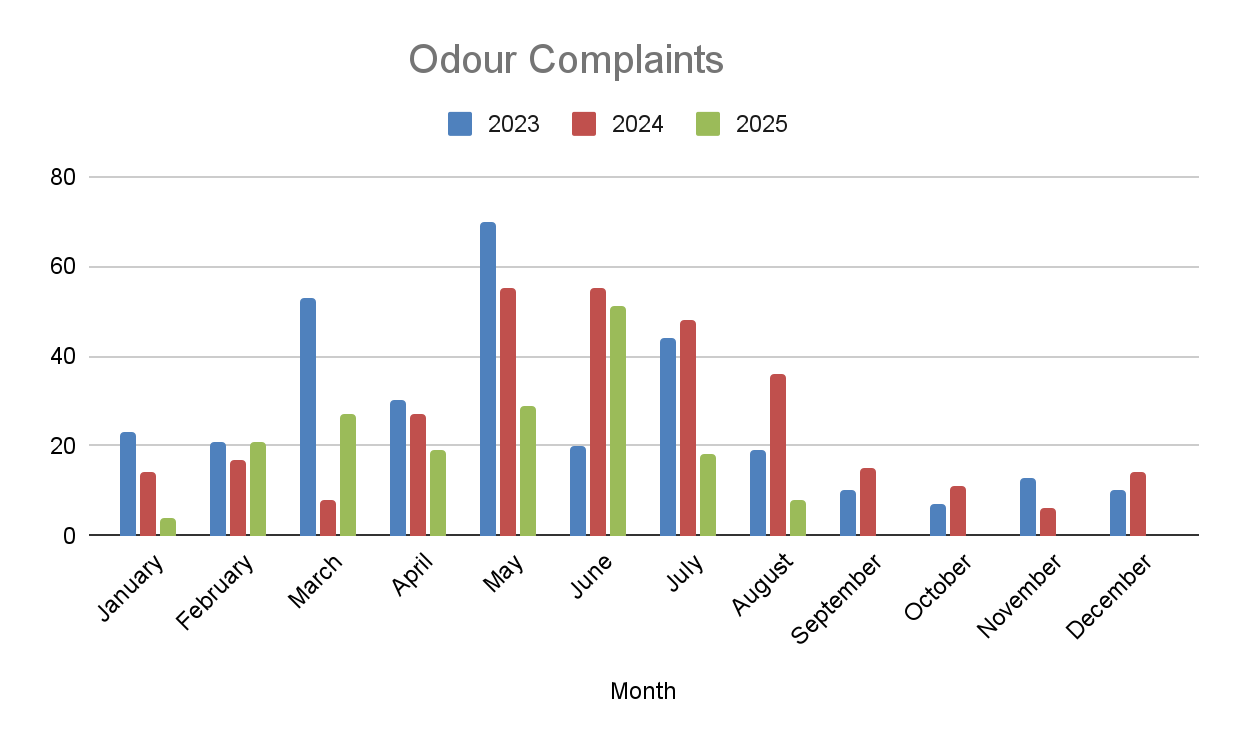 Odour Complaints
2023 2024 2025
80
60
40
20
0
January February March April May June July August September October November December
Month